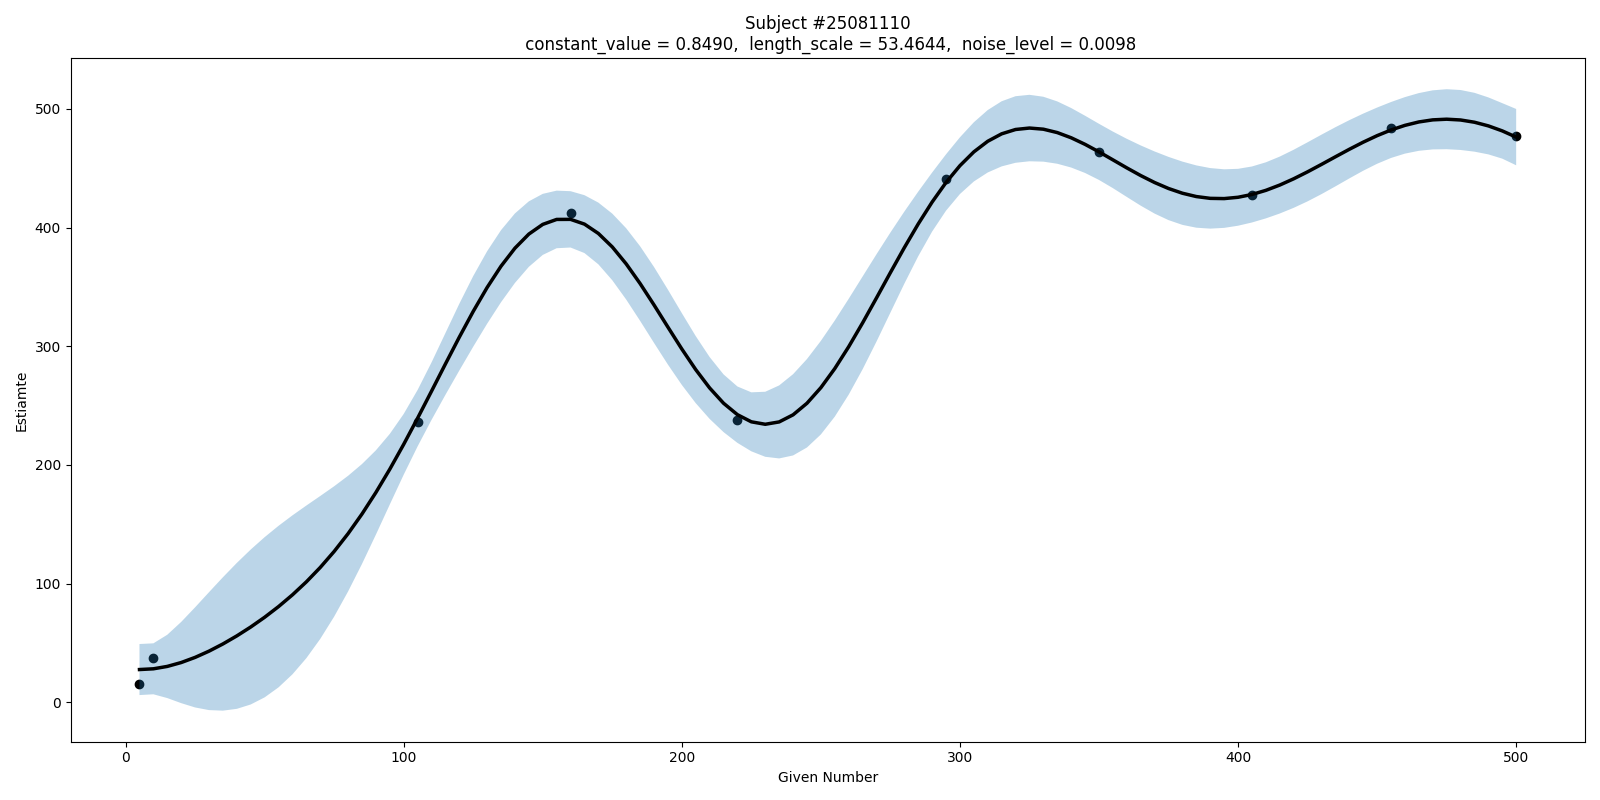 Subject #25081110
constant_value = 0.8490,  length_scale = 53.4644,  noise_level = 0.0098
500
400
300
200
100
0
Estiamte
0 100 200 300 400 500
Given Number